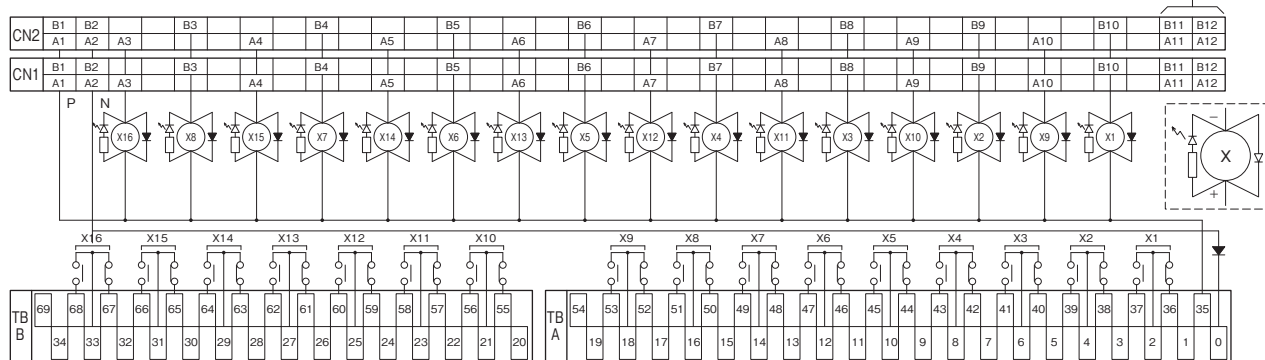 CN2 B1 B2 B3 B4 B5 B6 B7 B8 B9 B10 B11 B12
A1 A2 A3 A4 A5 A6 A7 A8 A9 A10 A11 A12
CN1 B1 B2 B3 B4 B5 B6 B7 B8 B9 B10 B11 B12
A1 A2 A3 A4 A5 A6 A7 A8 A9 A10 A11 A12
P N
X16 X8 X15 X7 X14 X6 X13 X5 X12 X4 X11 X3 X10 X2 X9 X1
−
X
+
X16 X15 X14 X13 X12 X11 X10 X9 X8 X7 X6 X5 X4 X3 X2 X1
TB B 69 68 67 66 65 64 63 62 61 60 59 58 57 56 55
34 33 32 31 30 29 28 27 26 25 24 23 22 21 20
TB A 54 53 52 51 50 49 48 47 46 45 44 43 42 41 40 39 38 37 36 35
19 18 17 16 15 14 13 12 11 10 9 8 7 6 5 4 3 2 1 0